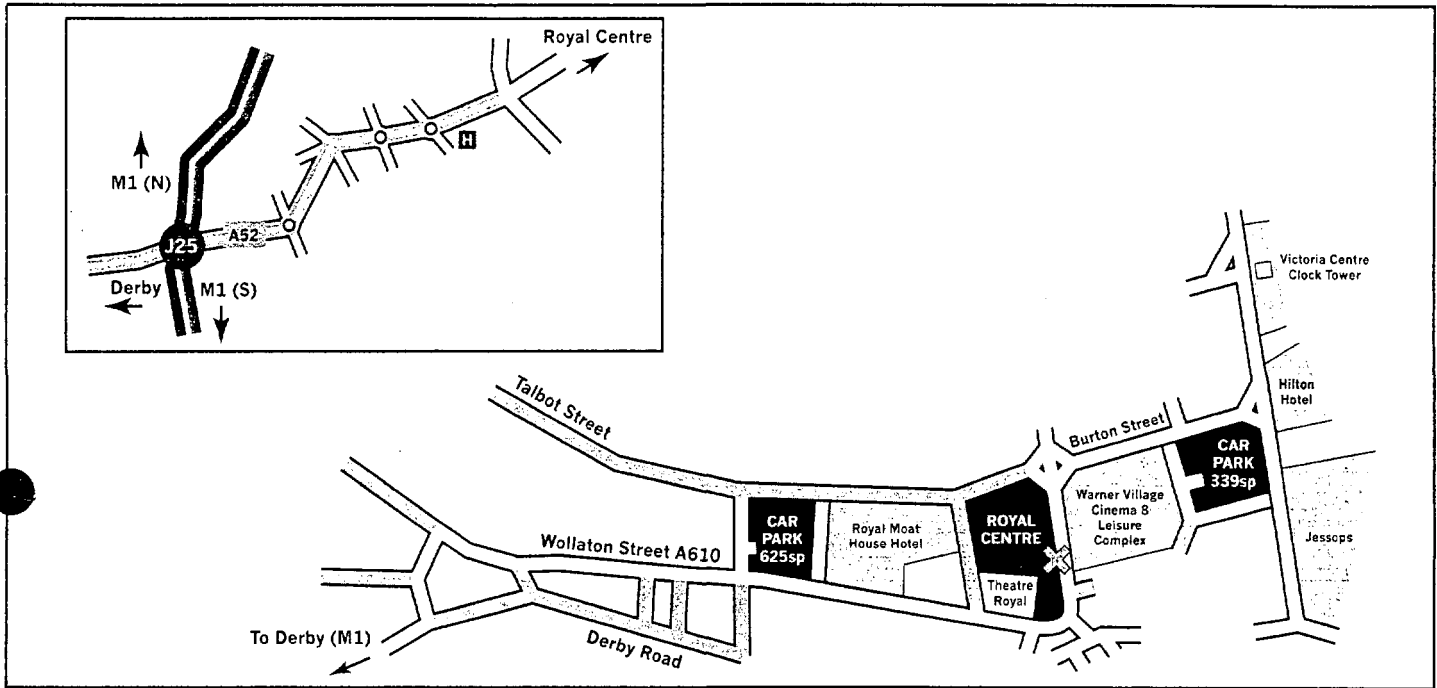 Royal Centre
H
M1 (N)
J25
A52
Derby
M1 (S)
Victoria Centre
Clock Tower
Hilton
Hotel
Talbot Street
Burton Street
CAR
PARK
339sp
CAR
PARK
625sp
Royal Moat
House Hotel
ROYAL
CENTRE
Warner Village
Cinema &
Leisure
Complex
Jessops
Wollaton Street A610
Theatre
Royal
To Derby (M1)
Derby Road